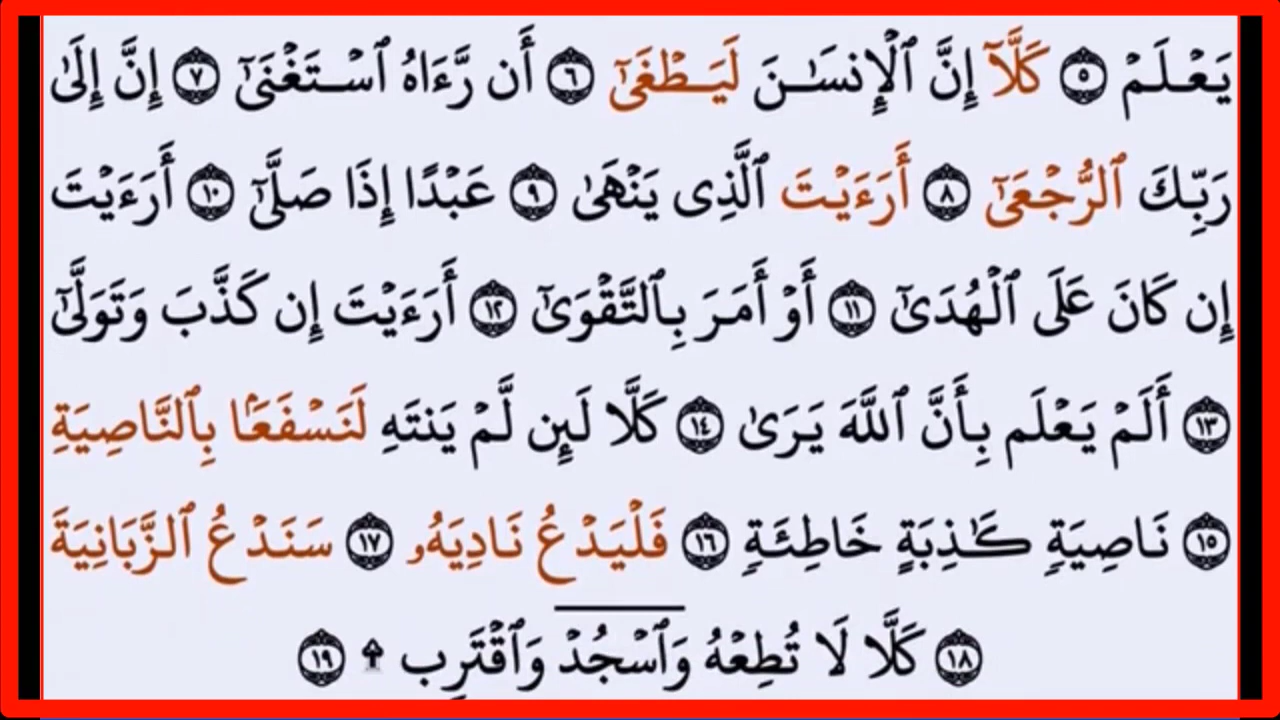 يَعۡلَمۡ ٥ كَلَّآ إِنَّ ٱلۡإِنسَٰنَ لَيَطۡغَىٰٓ ٦ أَن رَّءَاهُ ٱسۡتَغۡنَىٰٓ ٧ إِنَّ إِلَىٰ
رَبِّكَ ٱلرُّجۡعَىٰٓ ٨ أَرَءَيۡتَ ٱلَّذِى يَنۡهَىٰ ٩ عَبۡدًا إِذَا صَلَّىٰٓ ١٠ أَرَءَيۡتَ
إِن كَانَ عَلَى ٱلۡهُدَىٰٓ ١١ أَوۡ أَمَرَ بِٱلتَّقۡوَىٰٓ ١٢ أَرَءَيۡتَ إِن كَذَّبَ وَتَوَلَّىٰٓ
١٣ أَلَمۡ يَعۡلَم بِأَنَّ ٱللَّهَ يَرَىٰ ١٤ كَلَّا لَئِن لَّمۡ يَنتَهِ لَنَسۡفَعَۢا بِٱلنَّاصِيَةِ
١٥ نَاصِيَةٖ كَٰذِبَةٍ خَاطِئَةٖ ١٦ فَلۡيَدۡعُ نَادِيَهُۥ ١٧ سَنَدۡعُ ٱلزَّبَانِيَةَ
١٨ كَلَّا لَا تُطِعۡهُ وَٱسۡجُدۡ وَٱقۡتَرِب ۩ ١٩